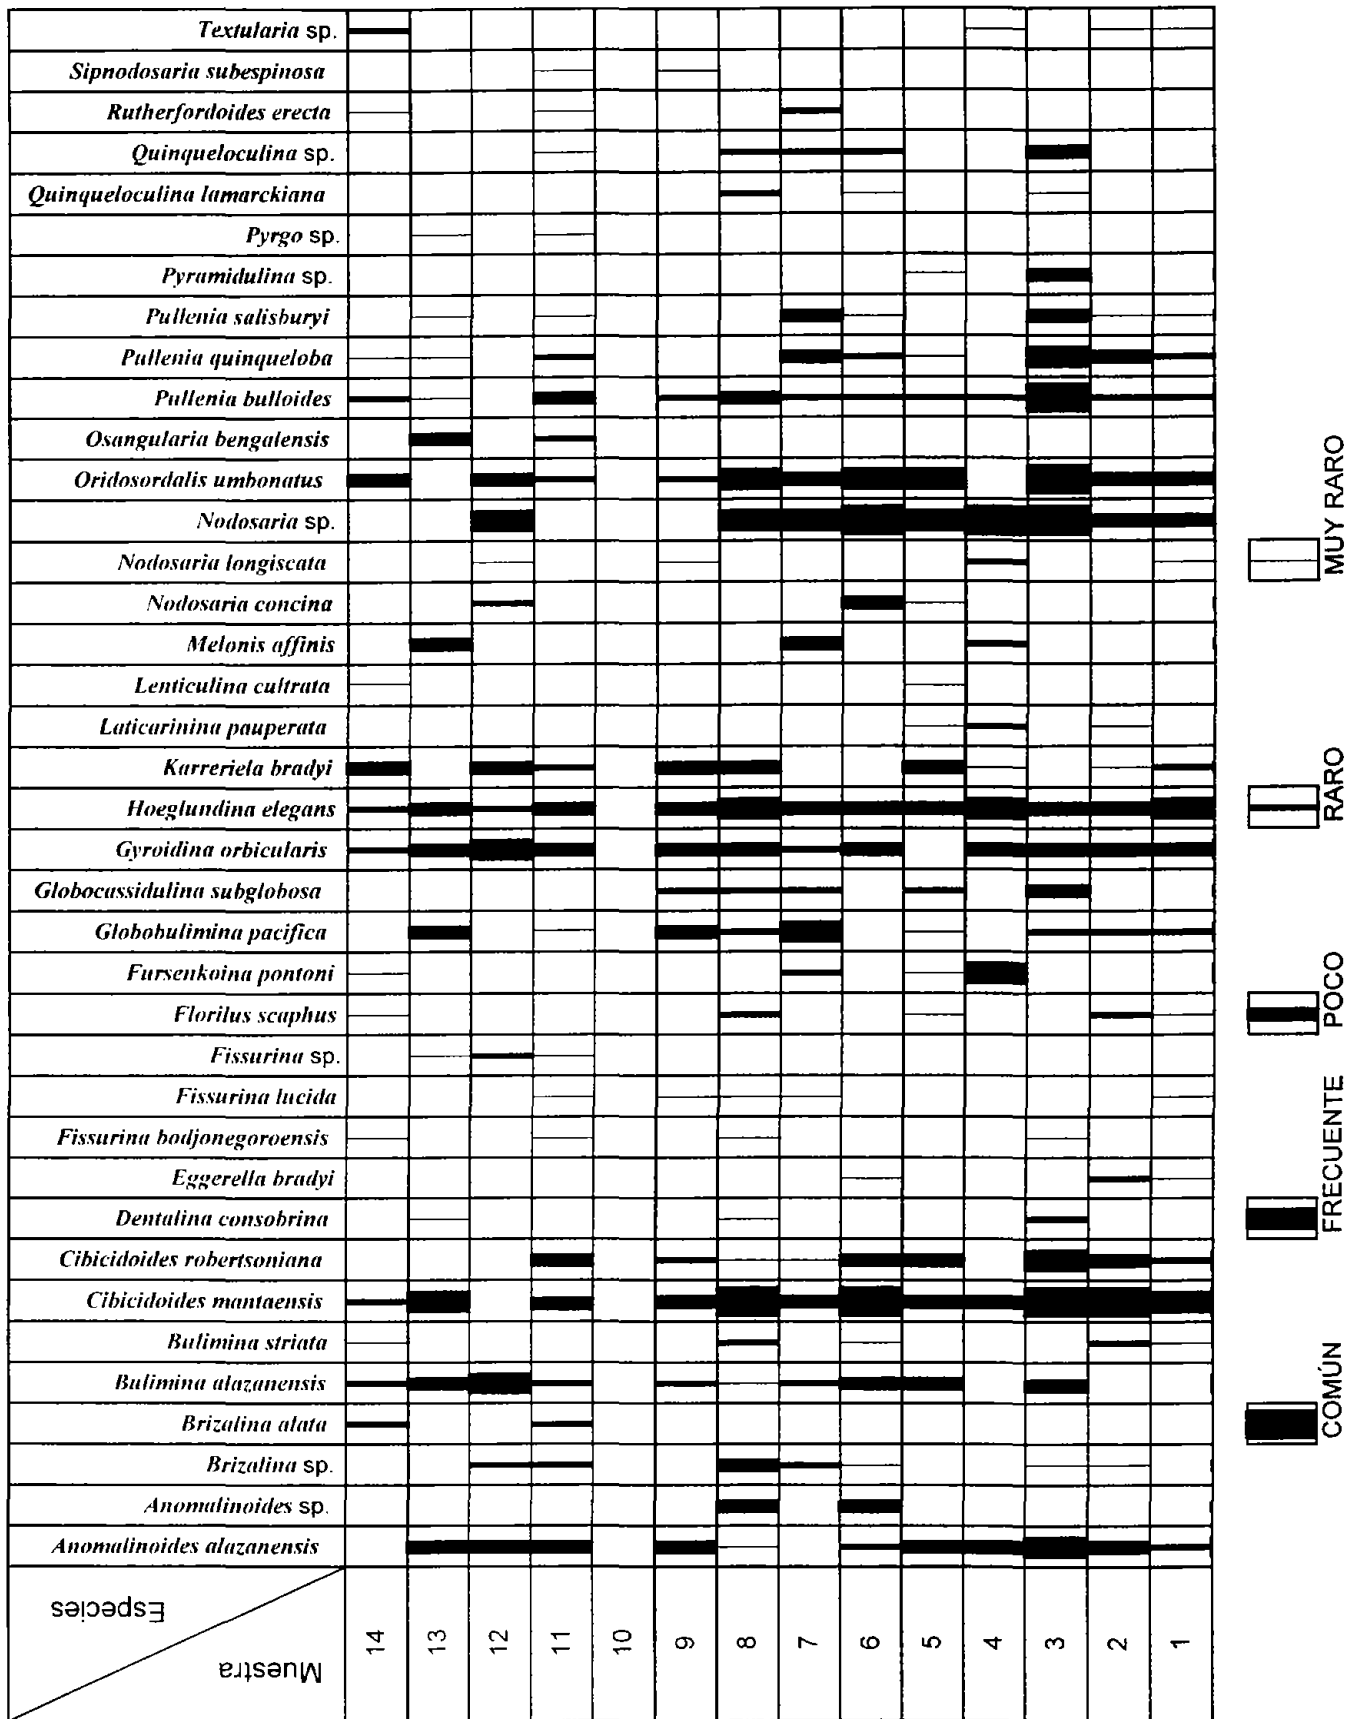 Textularia sp.
Sipnodosaria subespinosa
Rutherfordoides erecta
Quinqueloculina sp.
Quinqueloculina lamarckiana
Pyrgo sp.
Pyramidulina sp.
Pullenia salisburyi
Pullenia quinqueloba
Pullenia bulloides
Osangularia bengalensis
Oridosordalis umbonatus
Nodosaria sp.
Nodosaria longiscata
Nodosaria concina
Melonis affinis
Lenticulina cultrata
Laticarinina pauperata
Karreriela bradyi
Hoeglundina elegans
Gyroidina orbicularis
Globocassidulina subglobosa
Globobulimina pacifica
Fursenkoina pontoni
Florilus scaphus
Fissurina sp.
Fissurina lucida
Fissurina bodjonegoroensis
Eggerella bradyi
Dentalina consobrina
Cibicidoides robertsoniana
Cibicidoides mantaensis
Bulimina striata
Bulimina alazanensis
Brizalina alata
Brizalina sp.
Anomalinoides sp.
Anomalinoides alazanensis
Especies
Muestra
14
13
12
11
10
9
8
7
6
5
4
3
2
1
MUY RARO
RARO
POCO
FRECUENTE
COMÚN